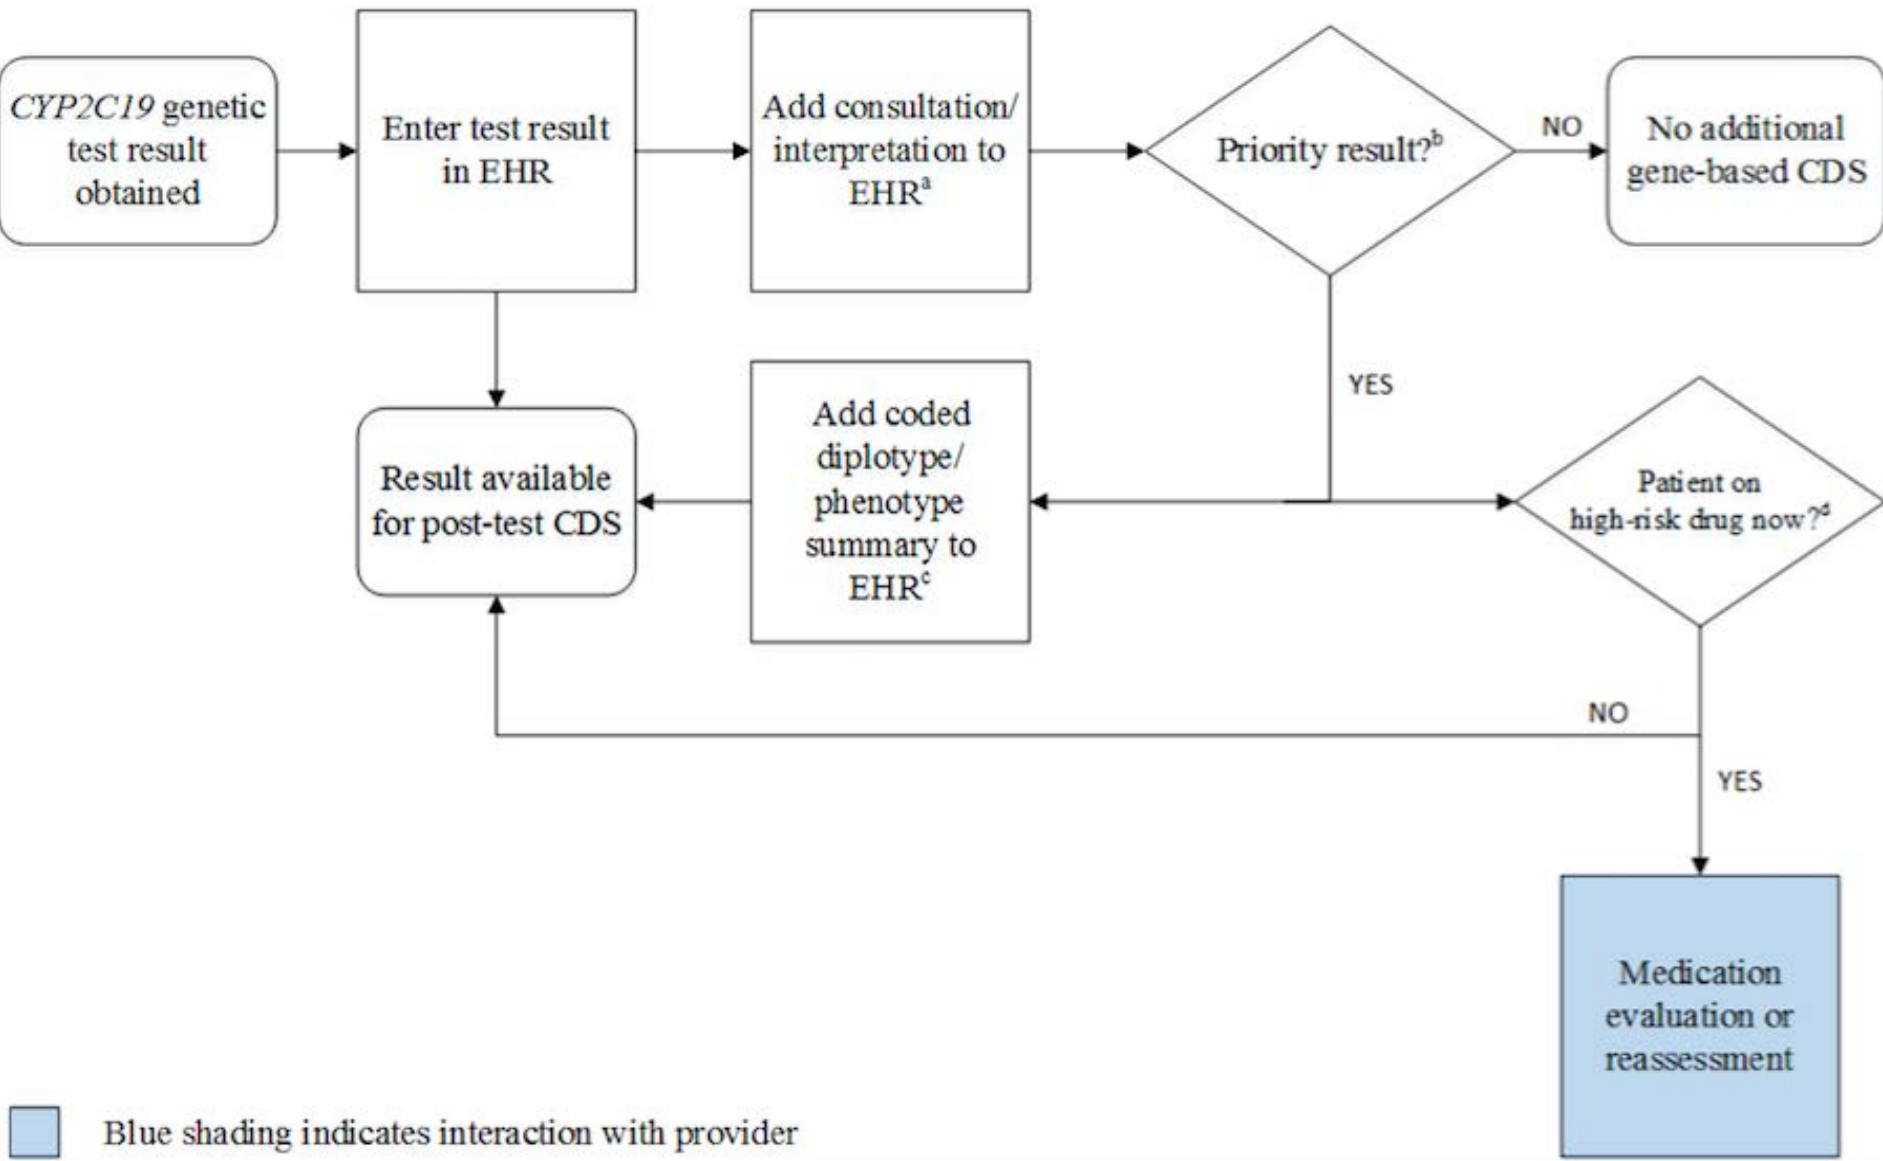 CYP2C19 genetic
test result
obtained
Enter test result
in EHR
Add consultation/
interpretation to
EHRᵃ
Priority result?ᵇ
NO
No additional
gene-based CDS
YES
Result available
for post-test CDS
Add coded
diplotype/
phenotype
summary to
EHRᶜ
Patient on
high-risk drug now?ᵈ
NO
YES
Medication
evaluation or
reassessment
Blue shading indicates interaction with provider